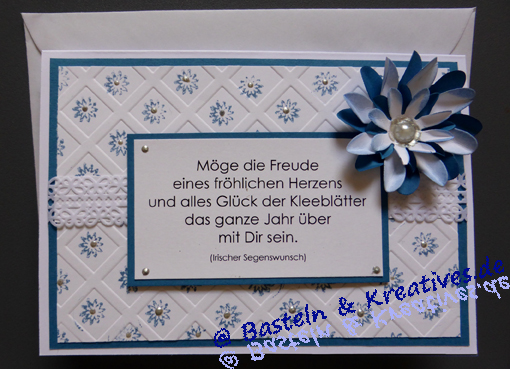 Möge die Freude
eines fröhlichen Herzens
und alles Glück der Kleeblätter
das ganze Jahr über
mit Dir sein.
(Irischer Segenswunsch)
@ Basteln & Kreatives.de